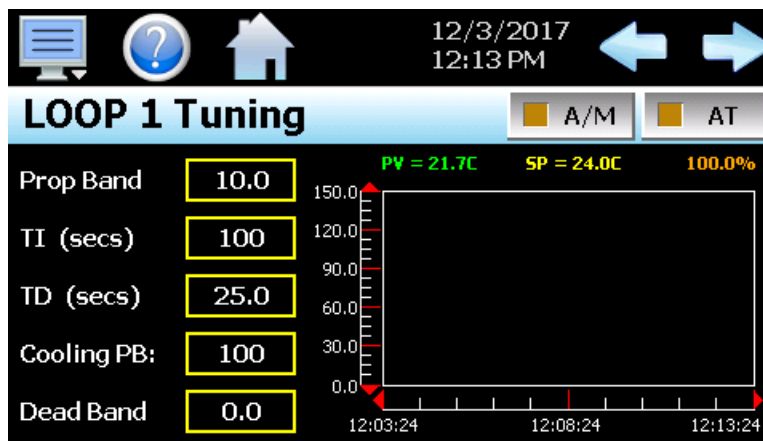 12/3/2017
12:13 PM
LOOP 1 Tuning
A/M
AT
Prop Band 10.0
TI (secs) 100
TD (secs) 25.0
Cooling PB: 100
Dead Band 0.0
PV = 21.7C SP = 24.0C 100.0%
150.0
120.0
90.0
60.0
30.0
0.0
12:03:24 12:08:24 12:13:24